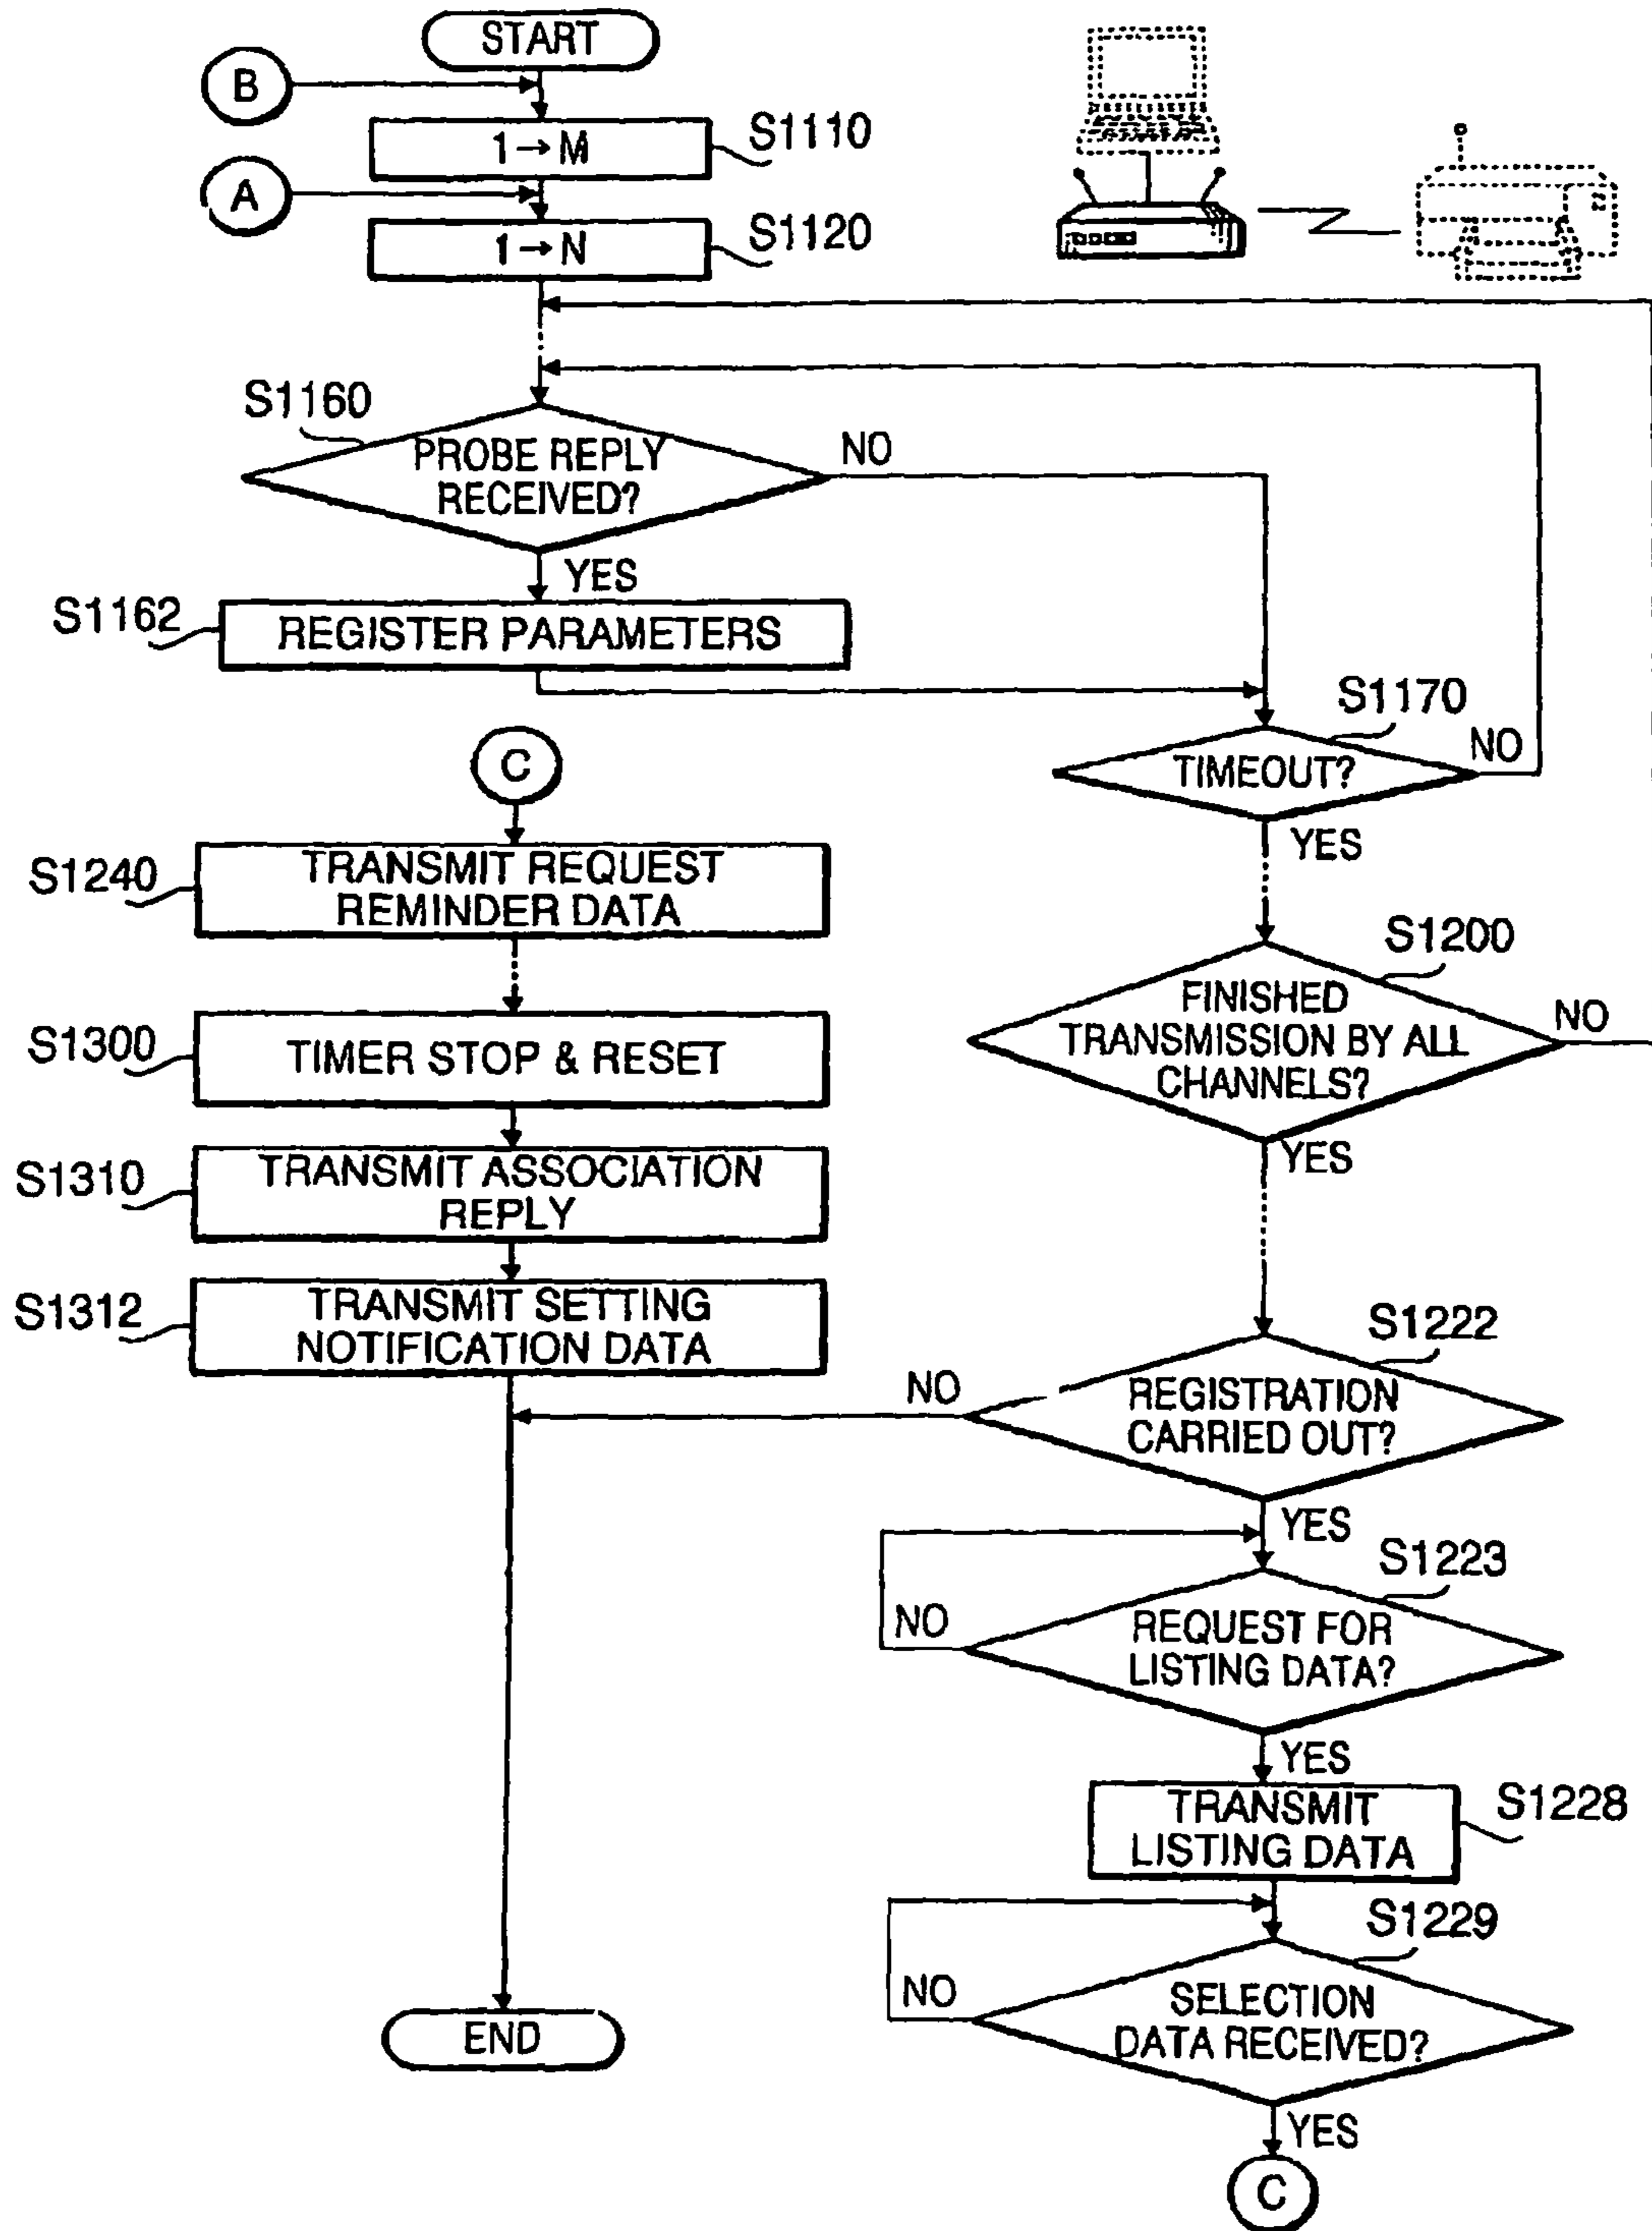 START
B
1→M
S1110
A
1→N
S1120
S1160
PROBE REPLY
RECEIVED?
NO
YES
S1162
REGISTER PARAMETERS
S1170
TIMEOUT?
NO
YES
C
S1240
TRANSMIT REQUEST
REMINDER DATA
S1200
FINISHED
TRANSMISSION BY ALL
CHANNELS?
NO
YES
S1300
TIMER STOP & RESET
S1310
TRANSMIT ASSOCIATION
REPLY
S1312
TRANSMIT SETTING
NOTIFICATION DATA
S1222
REGISTRATION
CARRIED OUT?
NO
YES
S1223
REQUEST FOR
LISTING DATA?
NO
YES
TRANSMIT
LISTING DATA
S1228
S1229
SELECTION
DATA RECEIVED?
NO
YES
C
END